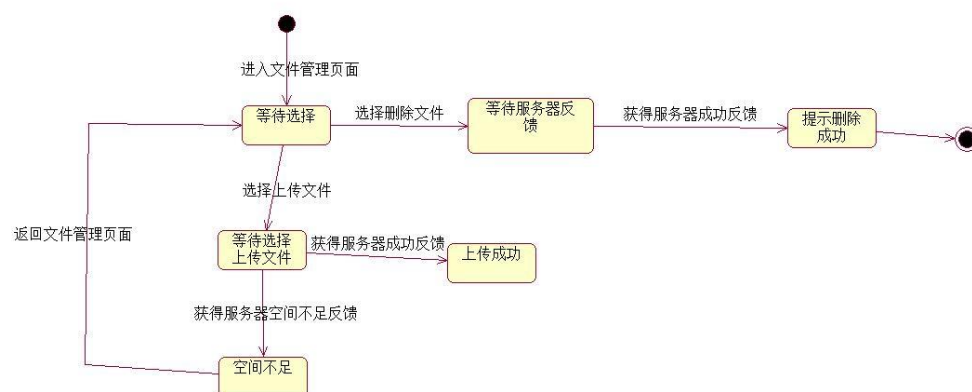 进入文件管理页面
等待选择
选择删除文件
等待服务器反
馈
获得服务器成功反馈
提示删除
成功
选择上传文件
返回文件管理页面
等待选择
上传文件
获得服务器成功反馈
上传成功
获得服务器空间不足反馈
空间不足